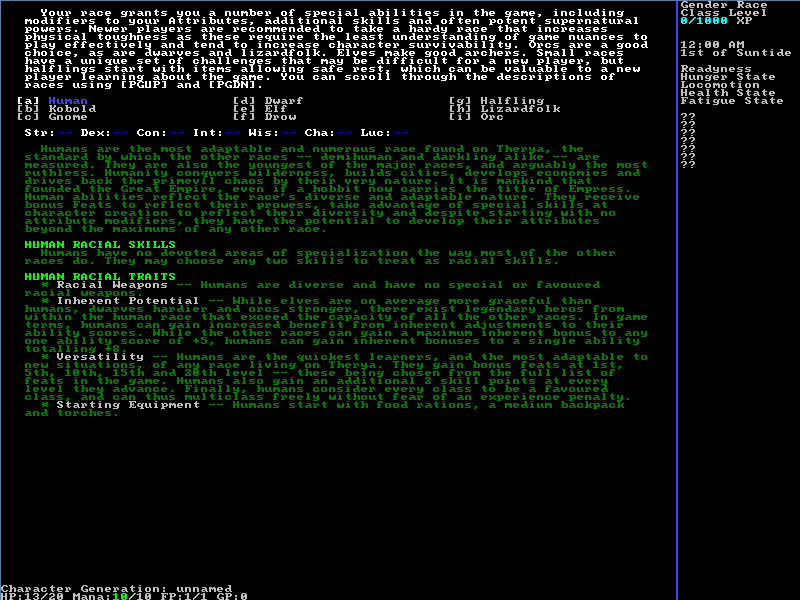 Your race grants you a number of special abilities in the game, including
modifiers to your Attributes, additional skills and often potent supernatural
powers. Newer players are recommended to take a hardy race that increases
physical toughness as these require the least understanding of game nuances to
play effectively and tend to increase character survivability. Orcs are a good
choice, as are dwarves and lizardfolk. Elves make good archers. Small races
have a unique set of challenges that may be difficult for a new player, but
halflings start with items allowing safe rest, which can be valuable to a new
player learning about the game. You can scroll through the descriptions of
races using [PGUP] and [PGDN].
[a] Human [d] Dwarf [g] Halfling
[b] Kobold [e] Elf [h] Lizardfolk
[c] Gnome [f] Drow [i] Orc
Str:-- Dex:-- Con:-- Int:-- Wis:-- Cha:-- Luc:--
Humans are the most adaptable and numerous race found on Therya, the
standard by which the other races -- demihuman and darkling alike -- are
measured. They are also the youngest of the major races, and arguably the most
ruthless. Humanity conquers wilderness, builds cities, develops economies and
drives back the primevil chaos by their very nature. It is mankind that
founded the Great Empire, even if a hobbit now carries the title of Empress.
Human abilities reflect the race's diverse and adaptable nature. They receive
bonus Feats to reflect their prowess, take advantage of special skills at
character creation to reflect their diversity and despite starting with no
attribute modifiers, they have the potential to develop their attributes
beyond the maximums of any other race.
HUMAN RACIAL SKILLS
Humans have no devoted areas of specialization the way most of the other
races do. They may choose any two skills to treat as racial skills.
HUMAN RACIAL TRAITS
* Racial Weapons -- Humans are diverse and have no special or favoured
racial weapons.
* Inherent Potential -- While elves are on average more graceful than
humans, dwarves hardier and orcs stronger, there exist legendary heros from
within the human race that exceed the capacity of an the other races. In game
terms, humans can gain increased benefit from inherent adjustments to their
ability scores. While the other races can gain a maximum inherent bonus to any
one ability score of +5, humans can gain inherent bonuses to a single ability
totalling +8.
* Versatility -- Humans are the quickest learners, and the most adaptable to
new situations, of any race living on Therya. They gain bonus feats at 1st,
5th, 10th, 15th and 20th level -- these being chosen from the full list of
feats in the game. Humans also gain an additional 2 skill points at every
level they advance. Finally, humans consider every class to be a favoured
class, and can thus multiclass freely without fear of an experience penalty.
* Starting Equipment -- Humans start with food rations, a medium backpack
and torches.
Character Generation: unnamed
HP:13/20 Mana:10/10 FP:1/1 GP:0
Gender Race
Class Level
0/1000 XP
12:00 AM
1st of Suntide
Readyness
Hunger State
Locomotion
Health State
Fatigue State
??
??
??
??
??
??
??